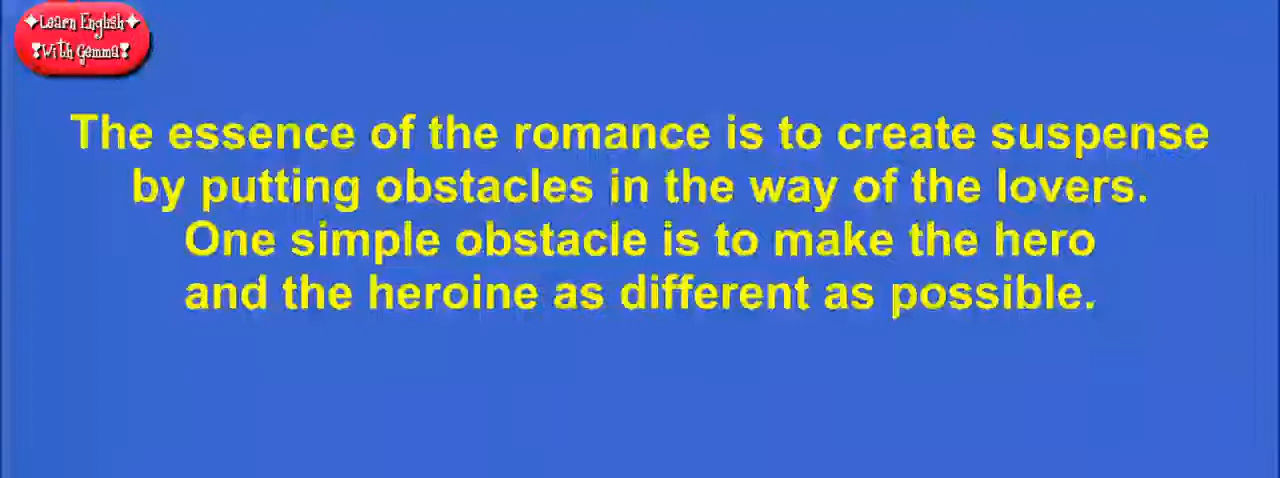 Learn English
With Gemma
The essence of the romance is to create suspense
by putting obstacles in the way of the lovers.
One simple obstacle is to make the hero
and the heroine as different as possible.